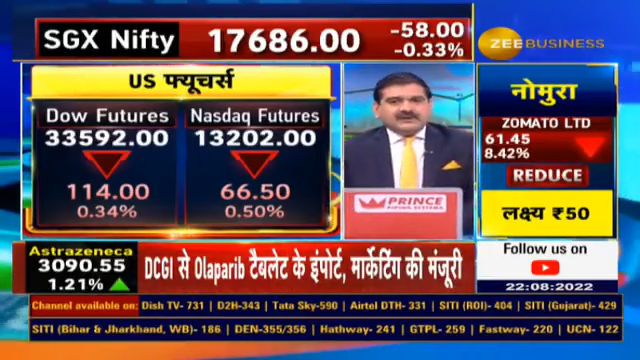 SGX Nifty
17686.00
-58.00
-0.33%
ZEE BUSINESS
US फ्यूचर्स
Dow Futures
33592.00
114.00
0.34%
Nasdaq Futures
13202.00
66.50
0.50%
PRINCE
PIPING SYSTEMS
नोमुरा
ZOMATO LTD
61.45
8.42%
REDUCE
लक्ष्य ₹50
Astrazeneca
3090.55
1.21%
DCGI से Olaparib टैबलेट के इंपोर्ट, मार्केटिंग की मंजूरी
Follow us on
22:08:2022
Channel available on: Dish TV- 731 | D2H-343 | Tata Sky-590 | Airtel DTH- 331 | SITI (ROI)- 404 | SITI (Gujarat)- 429
SITI (Bihar & Jharkhand, WB)- 186 | DEN-355/356 | Hathway- 241 | GTPL- 259 | Fastway- 220 | UCN- 122